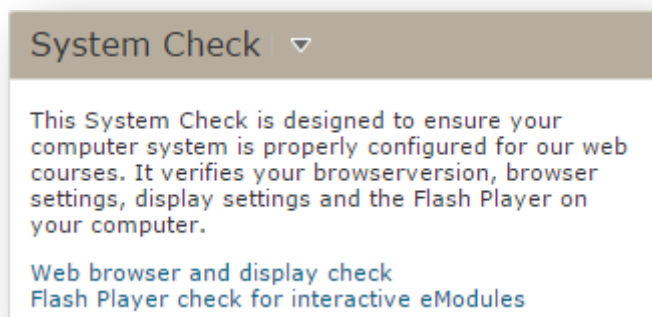 System Check
This System Check is designed to ensure your
computer system is properly configured for our web
courses. It verifies your browserversion, browser
settings, display settings and the Flash Player on
your computer.
Web browser and display check
Flash Player check for interactive eModules